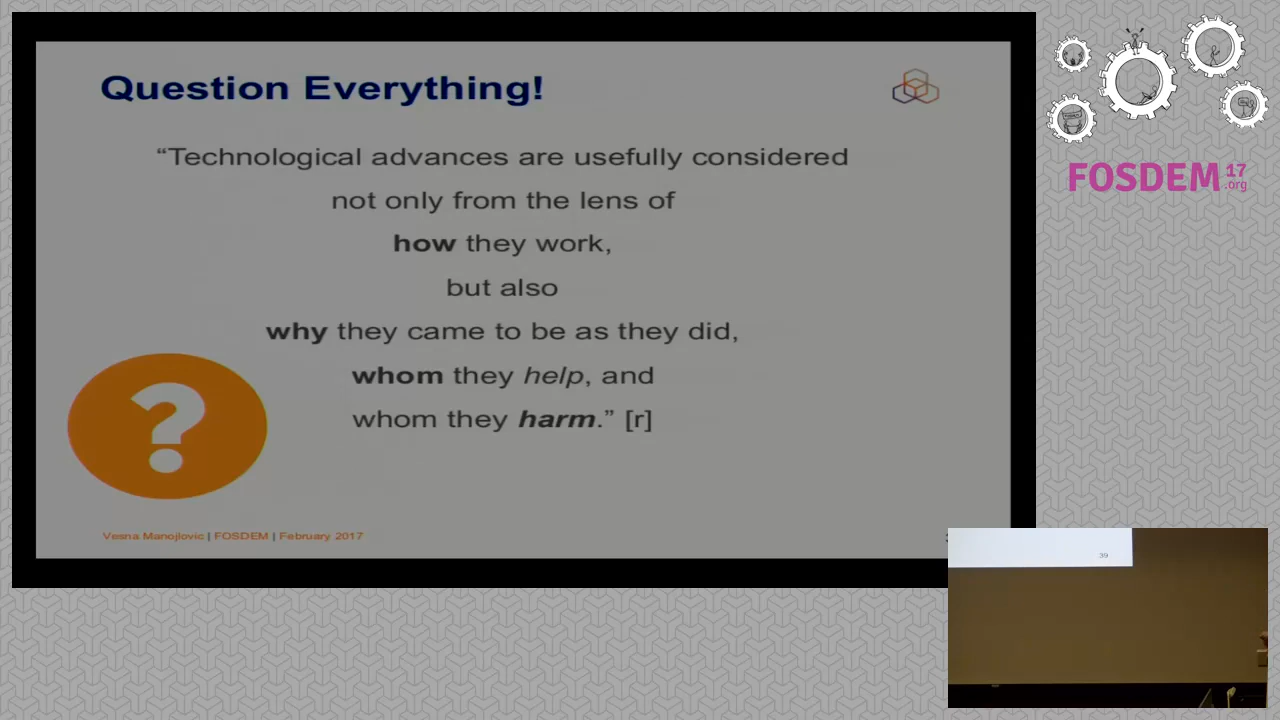 Question Everything!
“Technological advances are usefully considered
not only from the lens of
how they work,
but also
why they came to be as they did,
whom they help, and
whom they harm.” [r]
?
Vesna Manojlovic | FOSDEM | February 2017
FOSDEM 17
.org
39